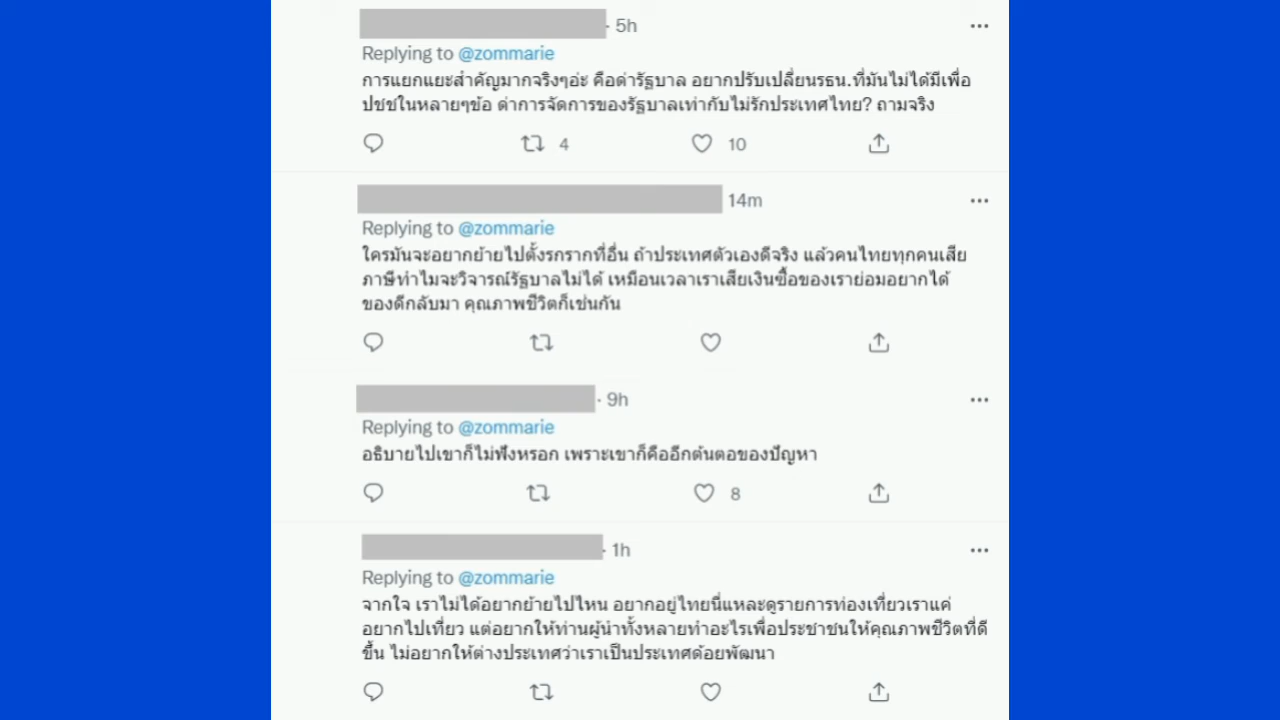 · 5h
Replying to @zommarie
การแยกแยะสำคัญมากจริงๆอ่ะ คือด่ารัฐบาล อยากปรับเปลี่ยนรธน.ที่มันไม่ได้มีเพื่อ
ปชชในหลายๆข้อ ด่าการจัดการของรัฐบาลเท่ากับไม่รักประเทศไทย? ถามจริง
4 10
14m
Replying to @zommarie
ใครมันจะอยากย้ายไปตั้งรกรากที่อื่น ถ้าประเทศตัวเองดีจริง แล้วคนไทยทุกคนเสีย
ภาษีทำไมจะวิจารณ์รัฐบาลไม่ได้ เหมือนเวลาเราเสียเงินซื้อของเราย่อมอยากได้
ของดีกลับมา คุณภาพชีวิตก็เช่นกัน
· 9h
Replying to @zommarie
อธิบายไปเขาก็ไม่ฟังหรอก เพราะเขาก็คืออีกต้นตอของปัญหา
8
· 1h
Replying to @zommarie
จากใจ เราไม่ได้อยากย้ายไปไหน อยากอยู่ไทยนี่แหละดูรายการท่องเที่ยวเราแค่
อยากไปเที่ยว แต่อยากให้ท่านผู้นำทั้งหลายทำอะไรเพื่อประชาชนให้คุณภาพชีวิตที่ดี
ขึ้น ไม่อยากให้ต่างประเทศว่าเราเป็นประเทศด้อยพัฒนา